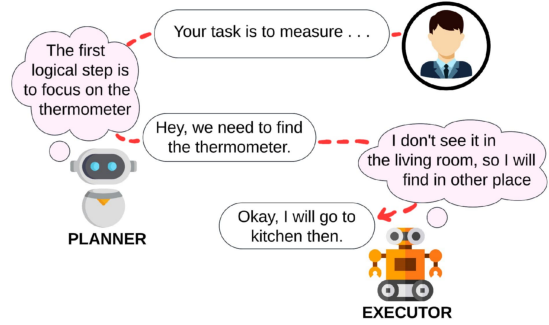 Your task is to measure . . .
The first
logical step is
to focus on the
thermometer
Hey, we need to find
the thermometer.
I don't see it in
the living room, so I will
find in other place
Okay, I will go to
kitchen then.
PLANNER
EXECUTOR